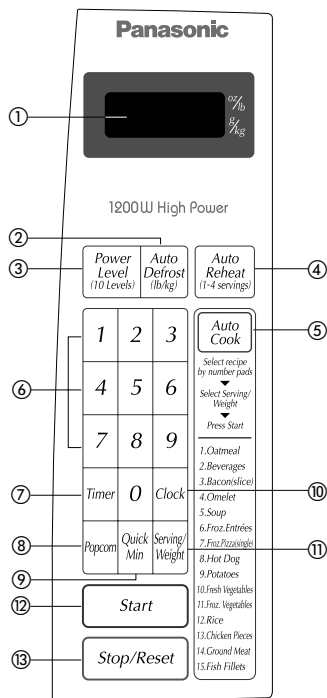 Panasonic
①
oz/lb
g/kg
1200W High Power
②
③
Power
Level
(10 Levels)
Auto
Defrost
(lb/kg)
Auto
Reheat
(1-4 servings)
④
Auto
Cook
⑤
Select recipe
by number pads
Select Serving/
Weight
Press Start
1.Oatmeal
2.Beverages
3.Bacon(slice)
4.Omelet
5.Soup
6.Froz.Entrées
7.Froz.Pizza(single)
8.Hot Dog
9.Potatoes
10.Fresh Vegetables
11.Froz. Vegetables
12.Rice
13.Chicken Pieces
14.Ground Meat
15.Fish Fillets
1 2 3
⑥
4 5 6
7 8 9
⑦
Timer 0 Clock
⑩
⑧
Popcorn
Quick
Min
Serving/
Weight
⑪
⑨
⑫
Start
⑬
Stop/Reset